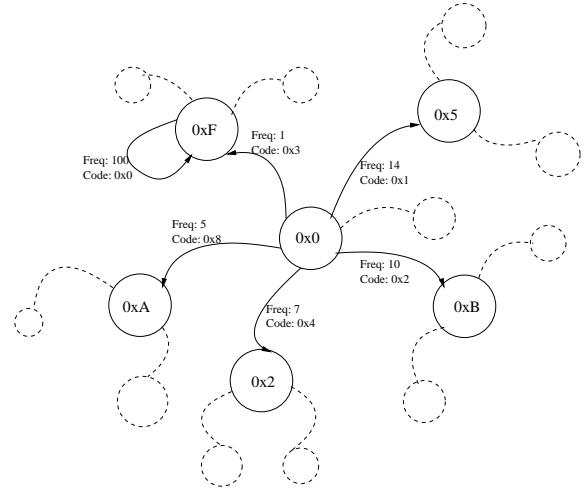 0x5
0xF
Freq: 1
Code: 0x3
Freq: 100
Code: 0x0
Freq: 14
Code: 0x1
Freq: 5
Code: 0x8
0x0
Freq: 10
Code: 0x2
0xA
Freq: 7
Code: 0x4
0xB
0x2